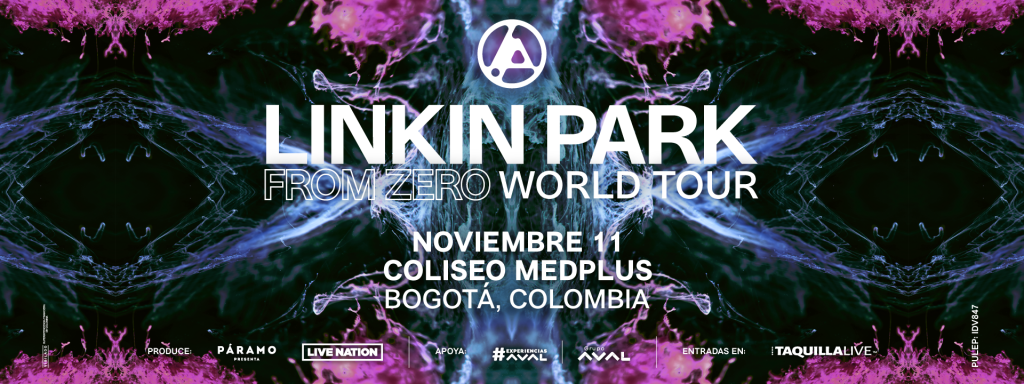 LINKIN PARK
FROM ZERO WORLD TOUR
NOVIEMBRE 11
COLISEO MEDPLUS
BOGOTÁ, COLOMBIA
PRODUCE: PÁRAMO PRESENTA LIVE NATION APOYA: #EXPERIENCIAS AVAL Grupo AVAL ENTRADAS EN: TAQUILLALIVE
PULEP: IDV847